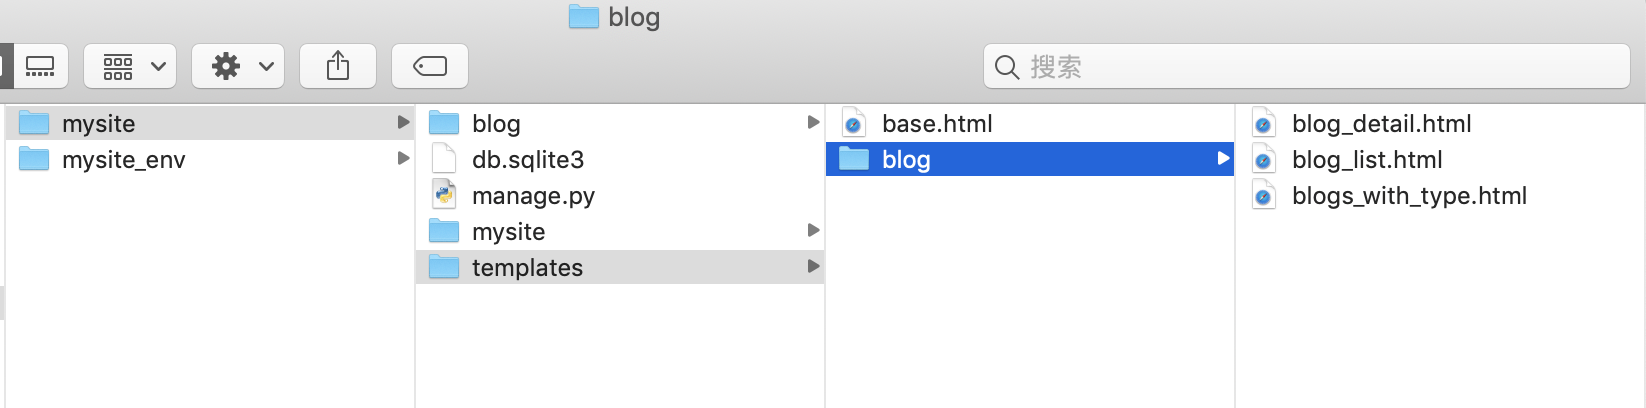 blog
搜索
mysite
mysite_env
blog
db.sqlite3
manage.py
mysite
templates
base.html
blog
blog_detail.html
blog_list.html
blogs_with_type.html